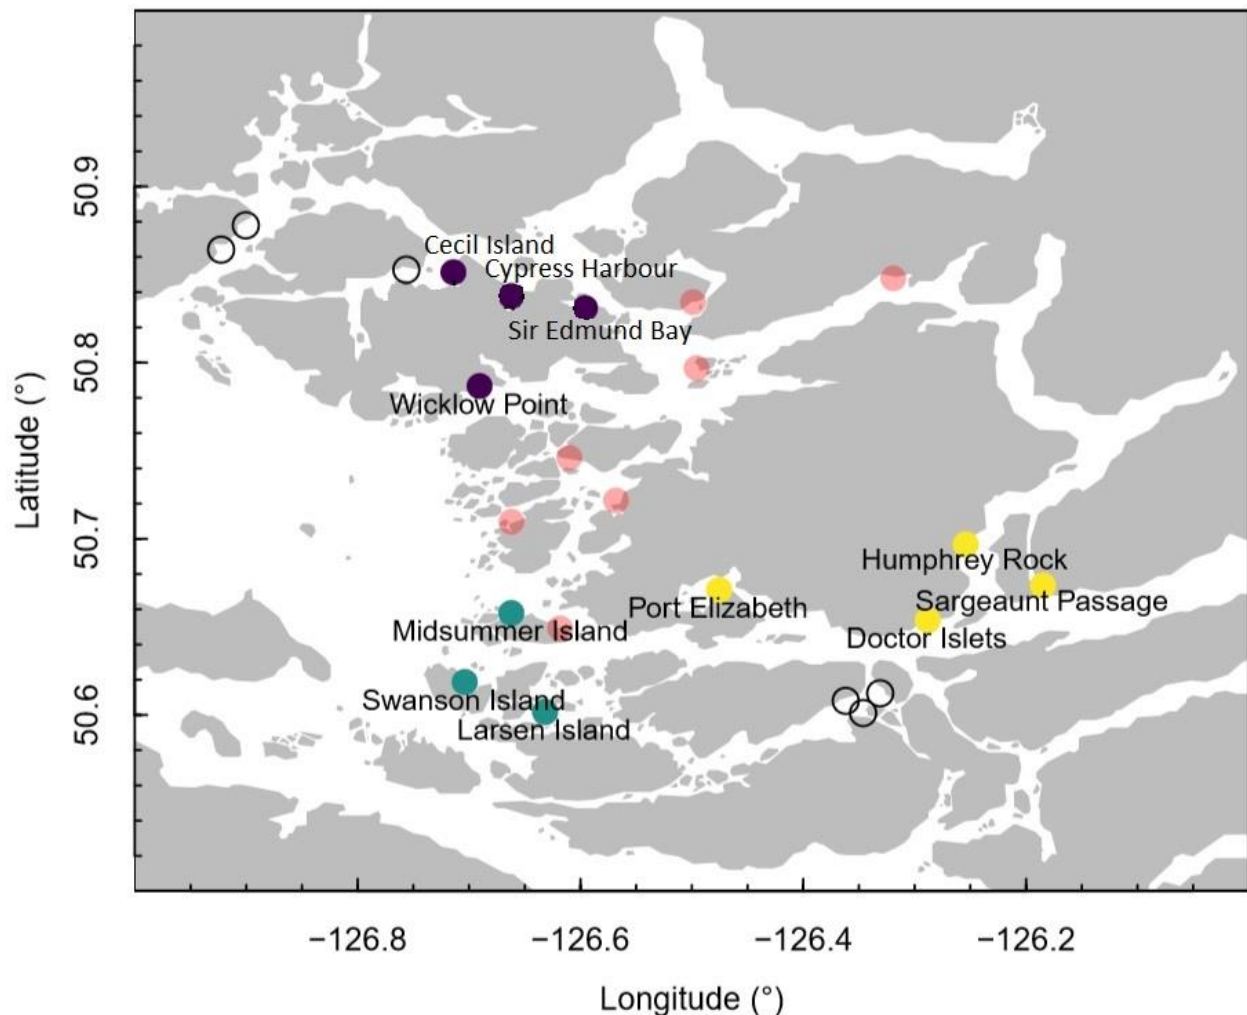 50.9
Cecil Island
Cypress Harbour
Sir Edmund Bay
50.8
Wicklow Point
Latitude (°)
50.7
Humphrey Rock
Port Elizabeth
Sargeaunt Passage
Midsummer Island
Doctor Islets
50.6
Swanson Island
Larsen Island
−126.8
−126.6
−126.4
−126.2
Longitude (°)